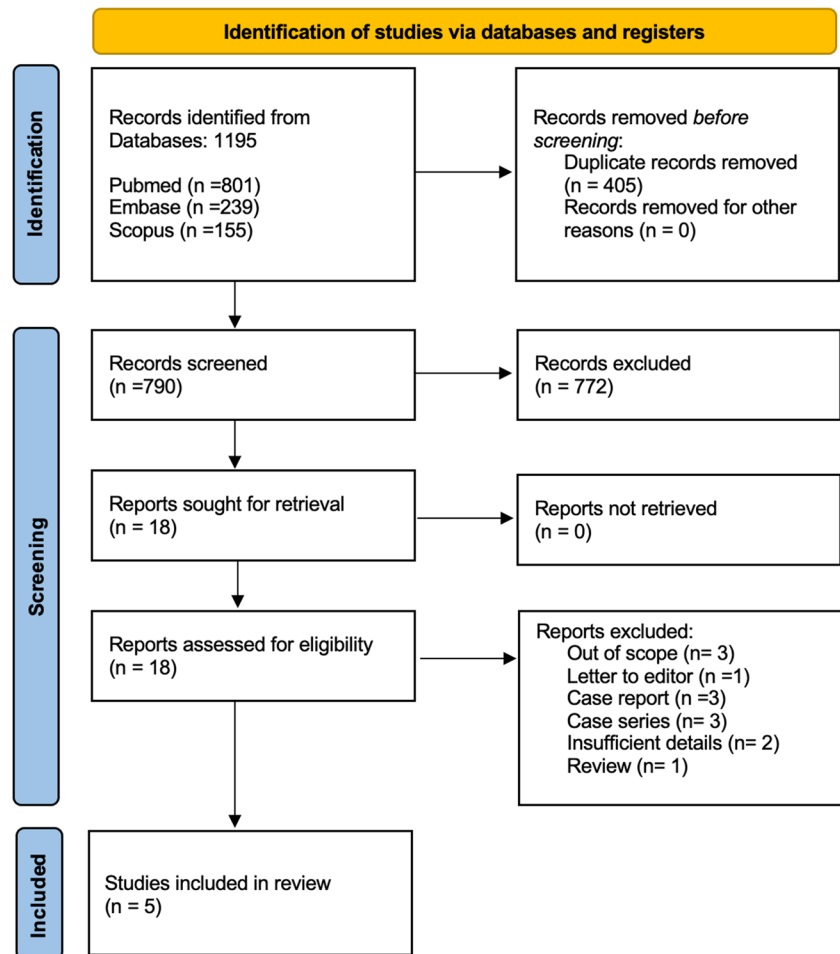 Identification of studies via databases and registers
Identification
Records identified from
Databases: 1195
Pubmed (n =801)
Embase (n =239)
Scopus (n =155)
Records removed before
screening:
Duplicate records removed
(n = 405)
Records removed for other
reasons (n = 0)
Screening
Records screened
(n =790)
Records excluded
(n = 772)
Reports sought for retrieval
(n = 18)
Reports not retrieved
(n = 0)
Reports assessed for eligibility
(n = 18)
Reports excluded:
Out of scope (n= 3)
Letter to editor (n =1)
Case report (n =3)
Case series (n= 3)
Insufficient details (n= 2)
Review (n= 1)
Included
Studies included in review
(n = 5)